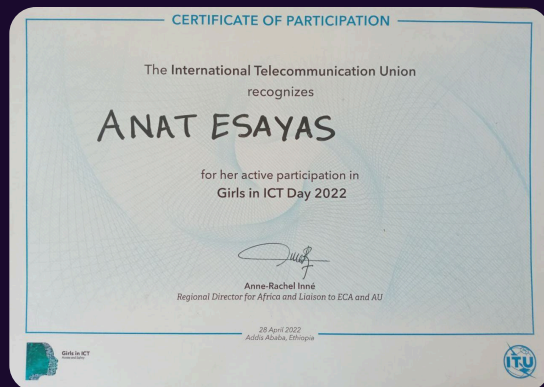 CERTIFICATE OF PARTICIPATION
The International Telecommunication Union
recognizes
ANAT ESAYAS
for her active participation in
Girls in ICT Day 2022
Anne-Rachel Inné
Regional Director for Africa and Liaison to ECA and AU
28 April 2022
Addis Ababa, Ethiopia
Girls in ICT
ITU